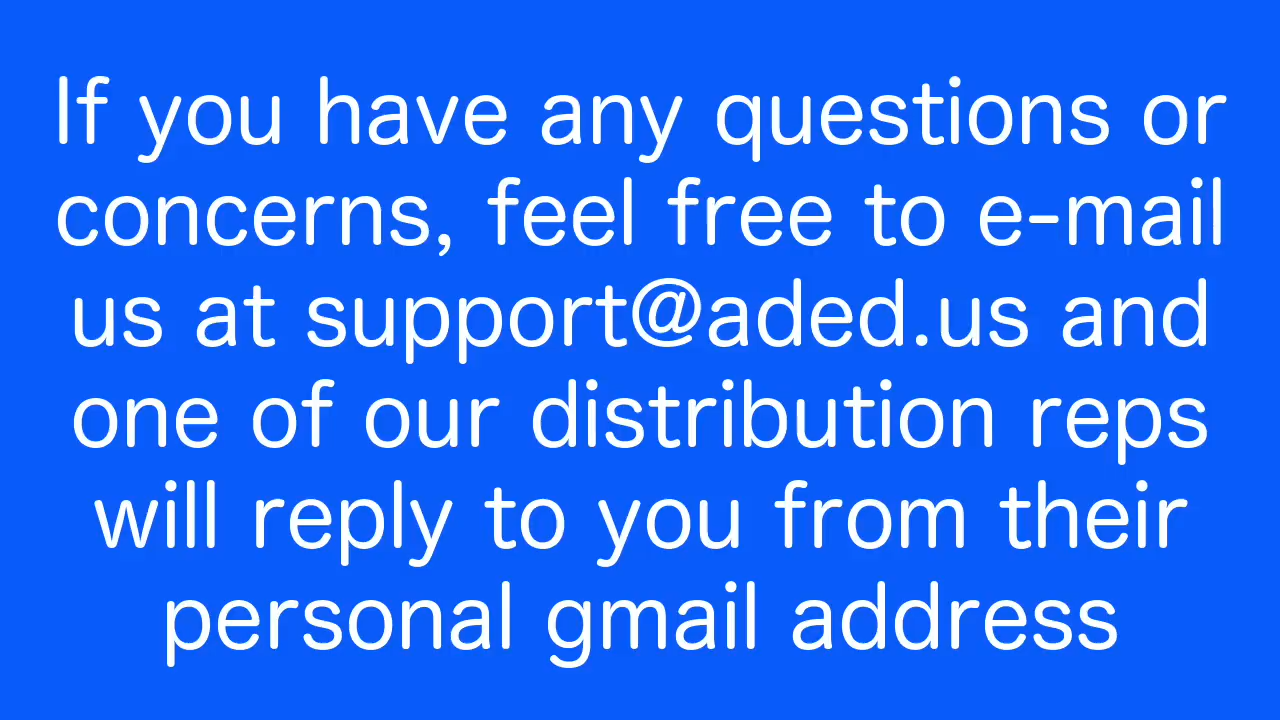 If you have any questions or
concerns, feel free to e-mail
us at support@aded.us and
one of our distribution reps
will reply to you from their
personal gmail address